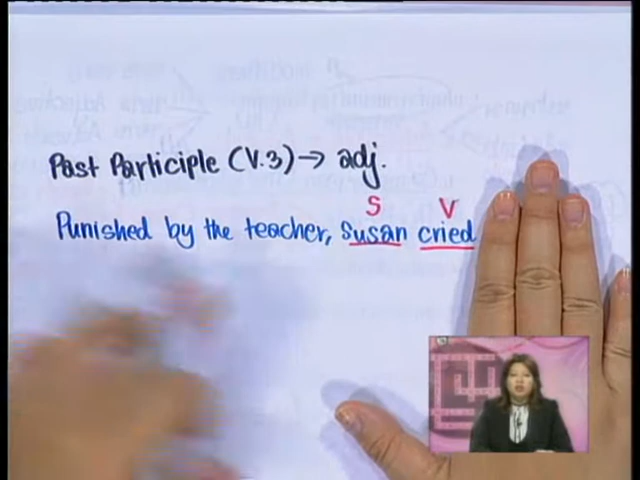 Past Participle (V.3) → adj.
S V
Punished by the teacher, Susan cried